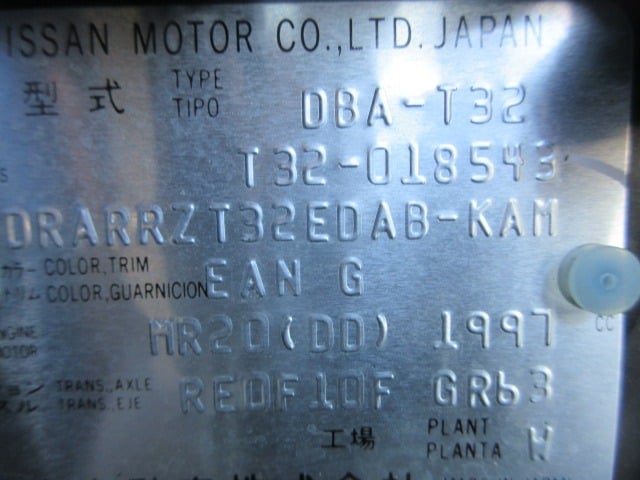 ISSAN MOTOR CO.,LTD. JAPAN
型式 TYPE TIPO DBA-T32
T32-018543
DRARRZT32EDAB-KAM
カラー COLOR,TRIM
トリム COLOR,GUARNICION EAN G
ENGINE MOTOR MR20(DD) 1997 CC
TRANS.,AXLE
TRANS.,EJE RE0F10F GR63
工場 PLANT PLANTA W